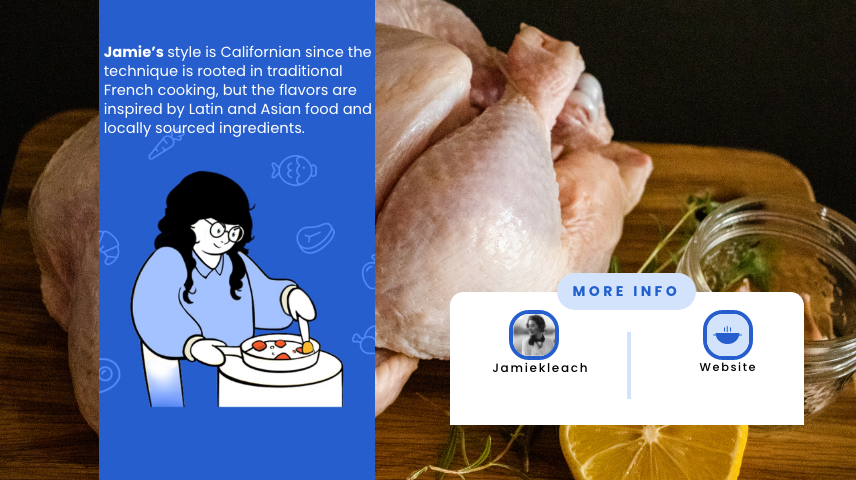 Jamie’s style is Californian since the
technique is rooted in traditional
French cooking, but the flavors are
inspired by Latin and Asian food and
locally sourced ingredients.
MORE INFO
Jamiekleach
Website